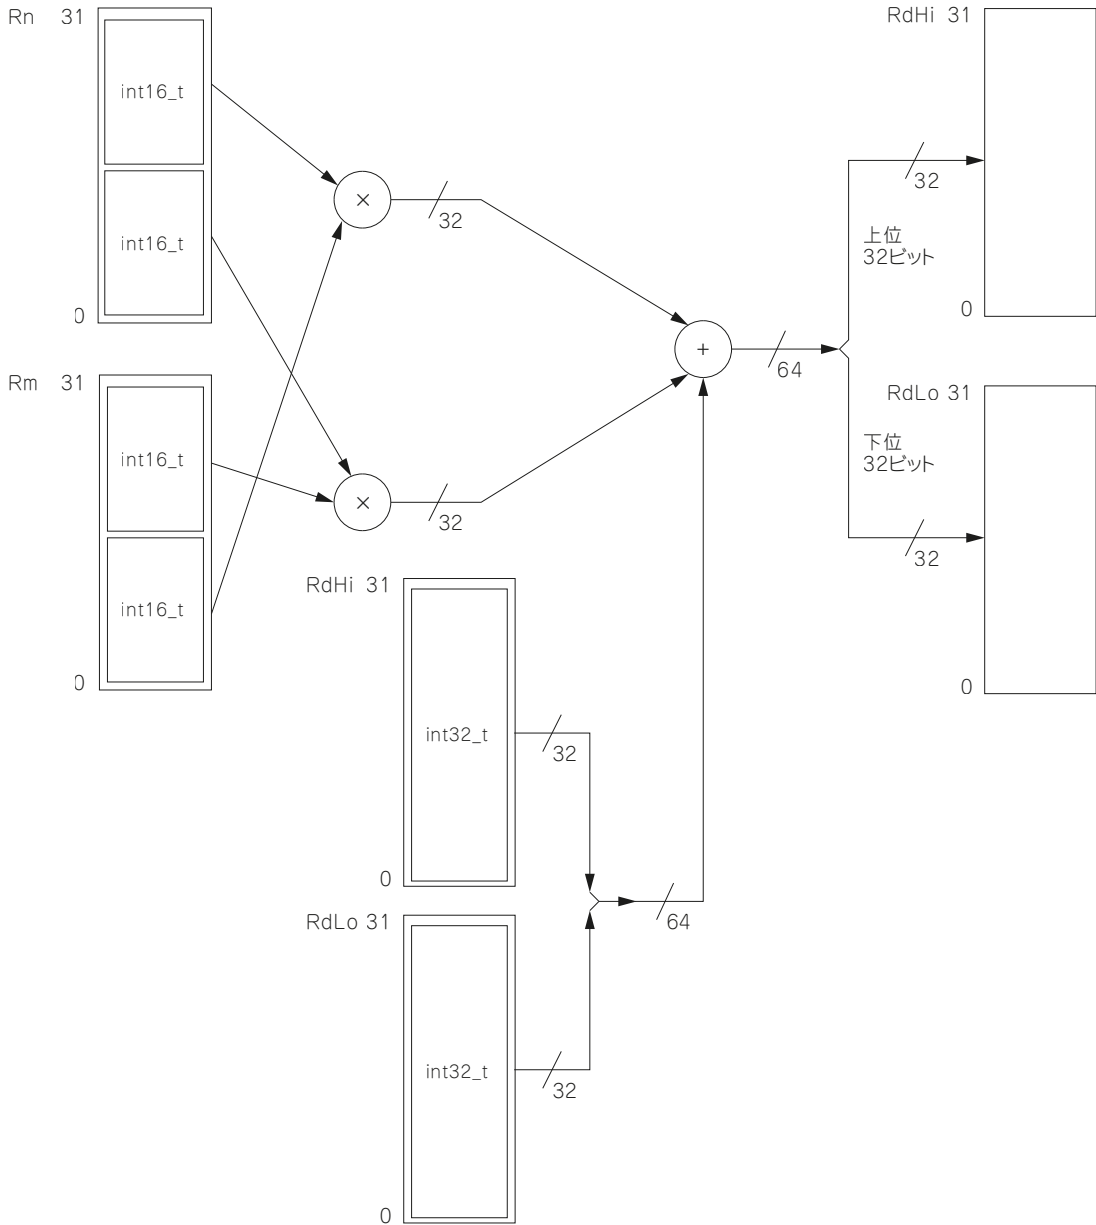 Rn 31
int16_t
int16_t
0
Rm 31
int16_t
int16_t
0
×
32
×
32
+
64
RdHi 31
int32_t
32
0
64
RdLo 31
int32_t
32
0
RdHi 31
32
上位
32ビット
0
RdLo 31
下位
32ビット
32
0